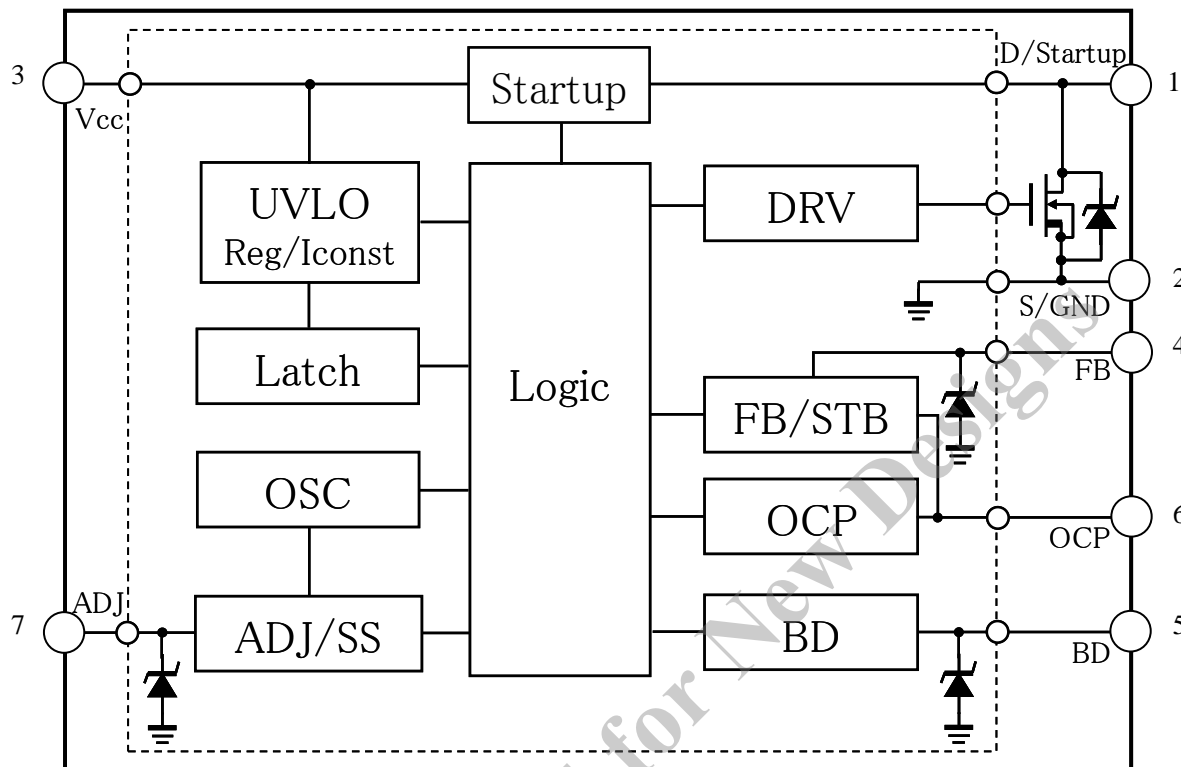 D/Startup
3
1
Startup
Vcc
UVLO
Reg/Iconst
DRV
2
S/GND
4
FB
Latch
Logic
FB/STB
OSC
OCP
6
OCP
ADJ
7
ADJ/SS
BD
5
BD
for New Designs